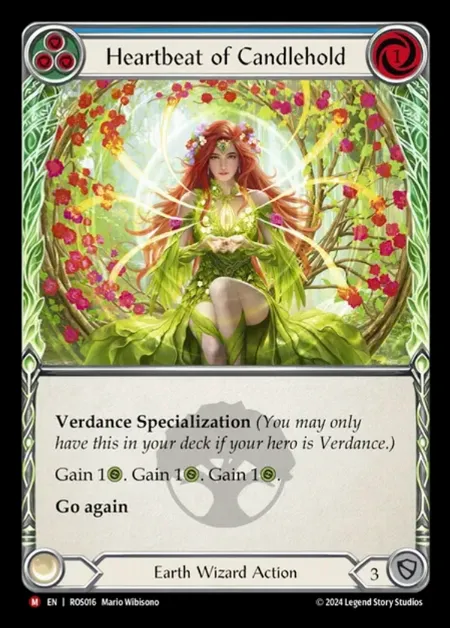 Heartbeat of Candlehold
1
Verdance Specialization (You may only
have this in your deck if your hero is Verdance.)
Gain 1. Gain 1. Gain 1.
Go again
Earth Wizard Action
3
M EN | ROS016 Mario Wibisono
© 2024 Legend Story Studios